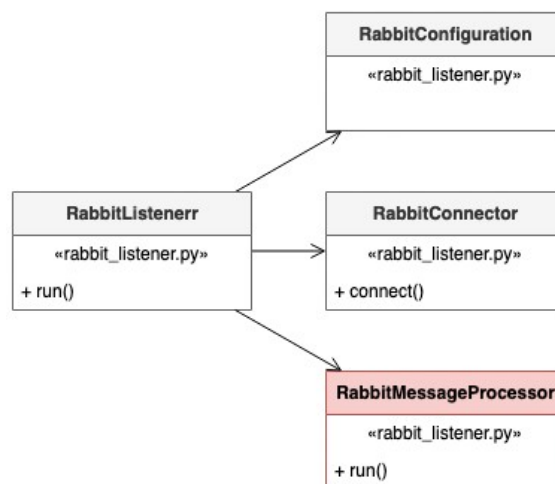 RabbitConfiguration
«rabbit_listener.py»
RabbitListenerr
«rabbit_listener.py»
+ run()
RabbitConnector
«rabbit_listener.py»
+ connect()
RabbitMessageProcessor
«rabbit_listener.py»
+ run()